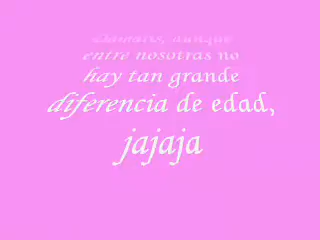 aunque
entre nosotras no
hay tan grande
diferencia de edad,
jajaja